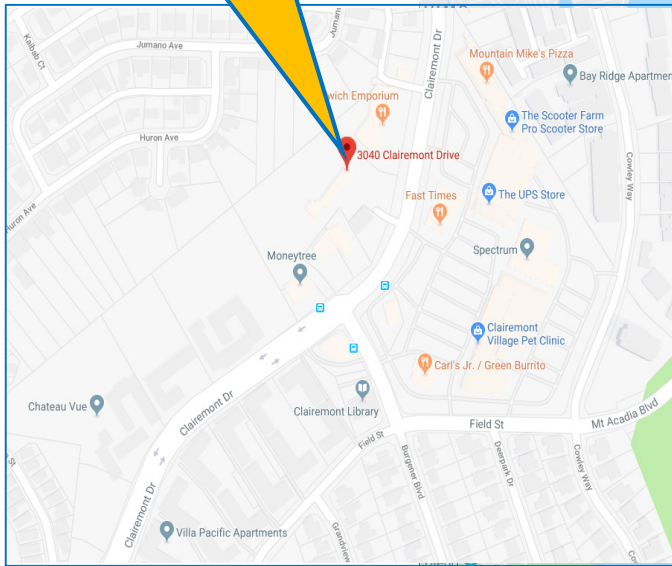 Kaibab Ct
Jumano Ave
Jumano
Clairemont Dr
Mountain Mike's Pizza
Bay Ridge Apartmen
wich Emporium
The Scooter Farm
Pro Scooter Store
Huron Ave
3040 Clairemont Drive
Cowley Way
Huron Ave
Fast Times
The UPS Store
Moneytree
Spectrum
Clairemont
Village Pet Clinic
Carl's Jr. / Green Burrito
Chateau Vue
Clairemont Dr
Clairemont Library
Field St
Mt Acadia Blvd
Field St
Burgener Blvd
Deerpark Dr
Cowley Way
Clairemont Dr
Villa Pacific Apartments
Grandview